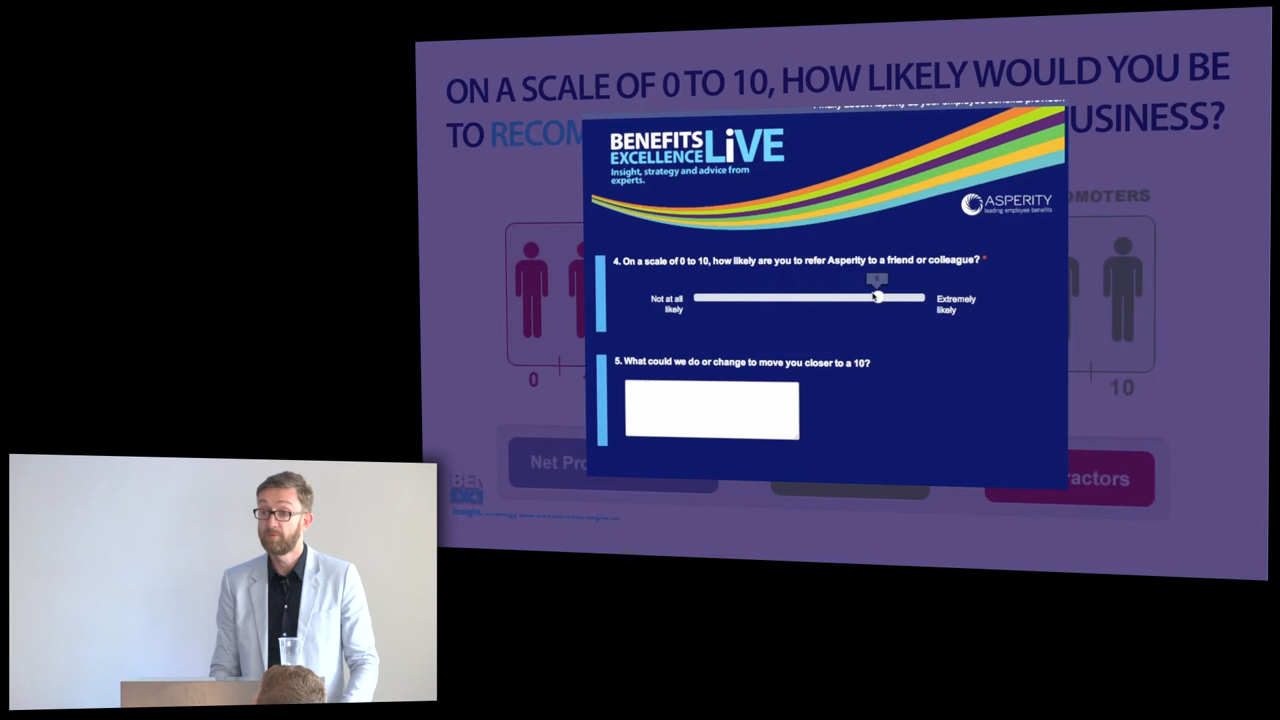 ON A SCALE OF 0 TO 10, HOW LIKELY WOULD YOU BE
TO RECOM USINESS?
BENEFITS
EXCELLENCE LiVE
Insight, strategy and advice from
experts.
ASPERITY
leading employee benefits
OMOTERS
4. On a scale of 0 to 10, how likely are you to refer Asperity to a friend or colleague? *
Not at all
likely
Extremely
likely
5. What could we do or change to move you closer to a 10?
0
10
Net Pro
ractors